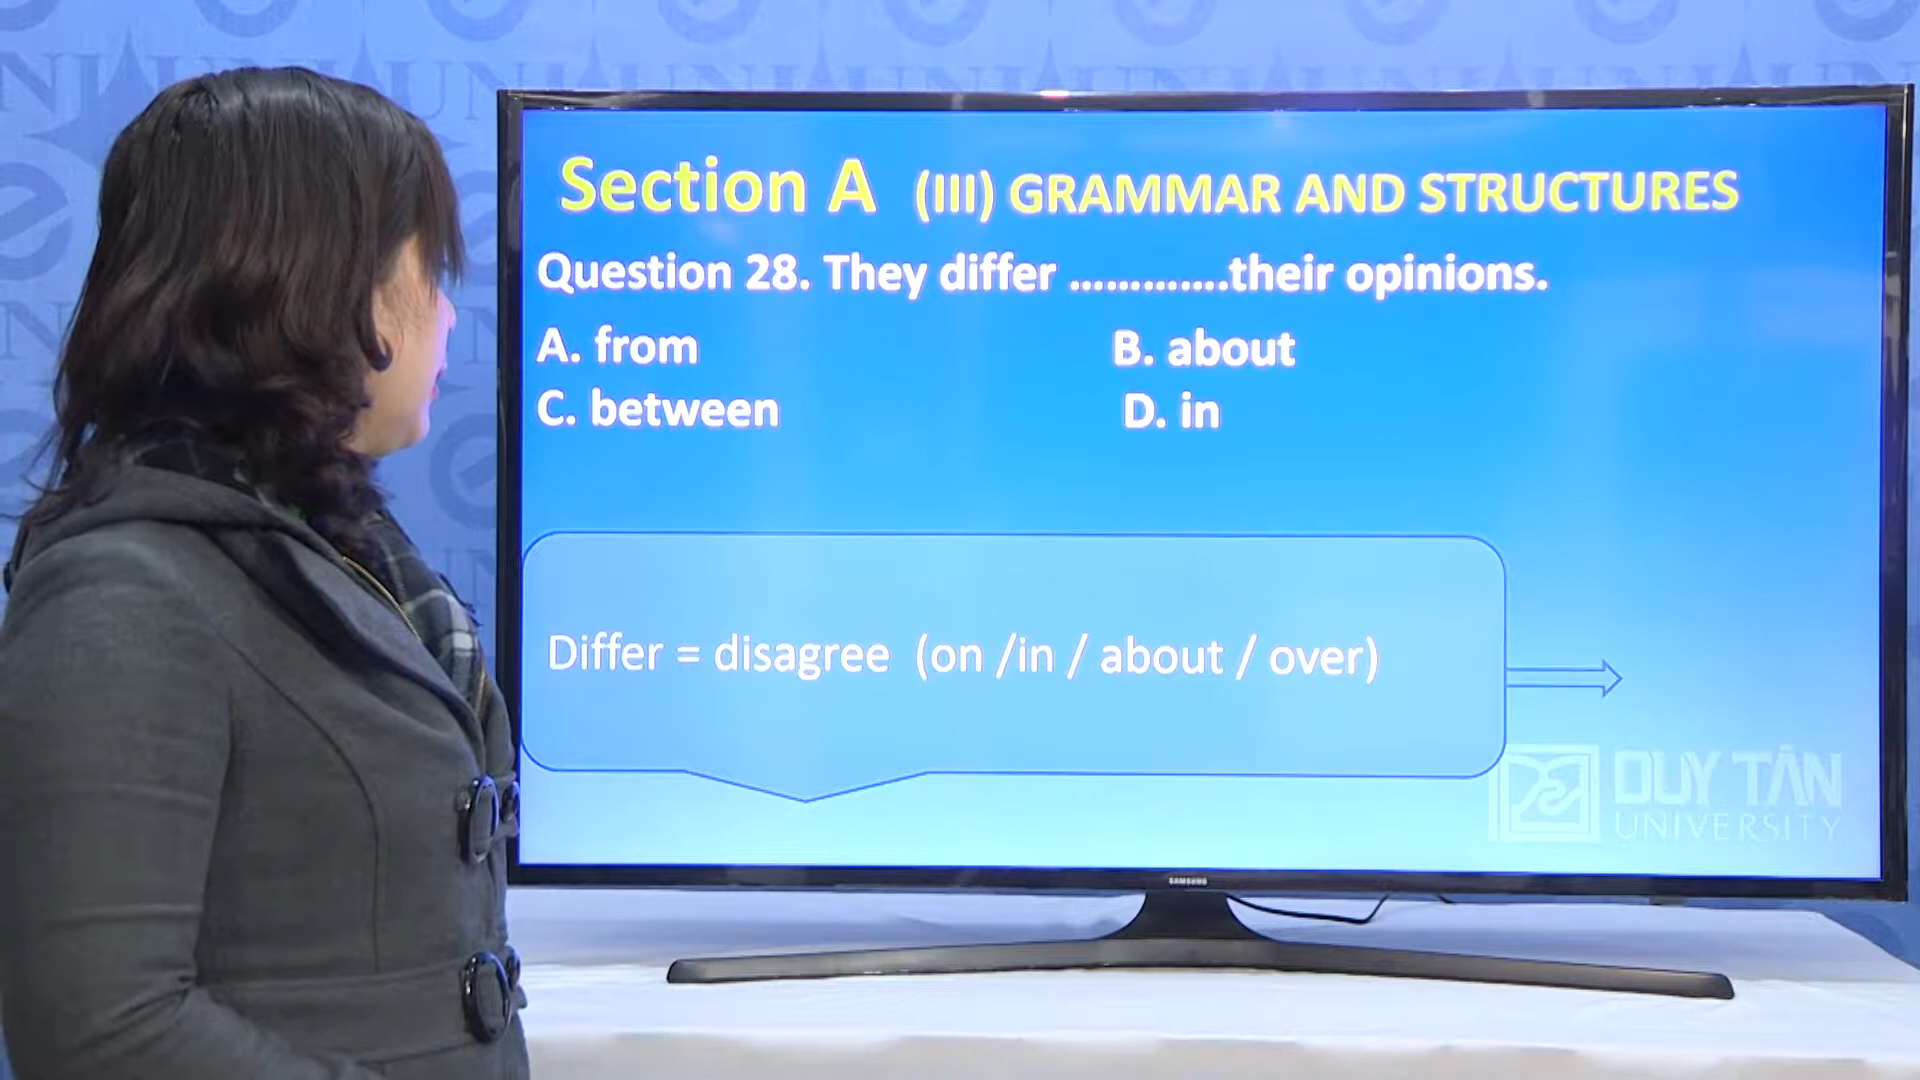 Section A (III) GRAMMAR AND STRUCTURES
Question 28. They differ .............their opinions.
A. from B. about
C. between D. in
Differ = disagree (on /in / about / over)
DUY TÂN
UNIVERSITY
SAMSUNG